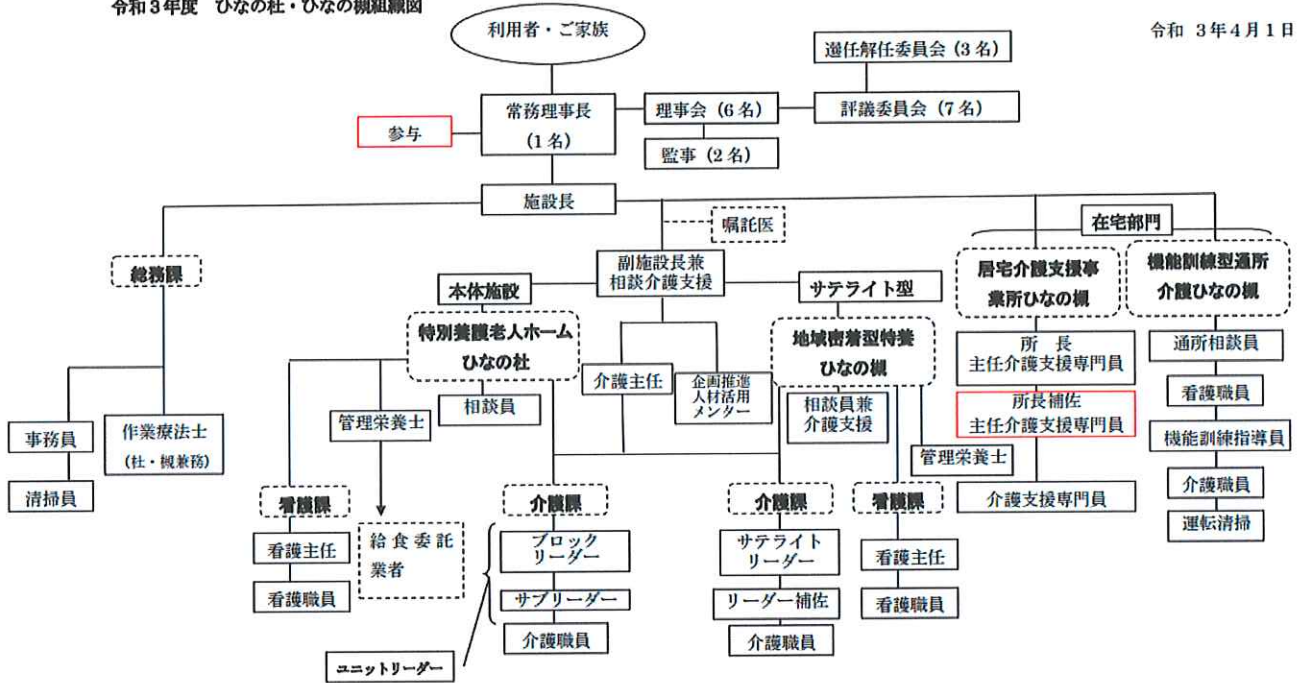 令和3年度 ひなの杜・ひなの槻組織図
令和 3年4月1日
利用者・ご家族
選任解任委員会(3名)
常務理事長
(1名)
理事会(6名)
評議委員会(7名)
参与
監事(2名)
施設長
嘱託医
在宅部門
総務課
副施設長兼
相談介護支援
居宅介護支援事
業所ひなの槻
機能訓練型通所
介護ひなの槻
本体施設
サテライト型
特別養護老人ホーム
ひなの杜
地域密着型特養
ひなの槻
所 長
主任介護支援専門員
通所相談員
介護主任
企画推進
人材活用
メンター
相談員
相談員兼
介護支援
所長補佐
主任介護支援専門員
看護職員
管理栄養士
事務員
作業療法士
(杜・槻兼務)
機能訓練指導員
管理栄養士
清掃員
介護支援専門員
介護職員
看護課
介護課
介護課
看護課
運転清掃
看護主任
給食委託
業者
ブロック
リーダー
サテライト
リーダー
看護主任
看護職員
サブリーダー
リーダー補佐
看護職員
介護職員
介護職員
ユニットリーダー